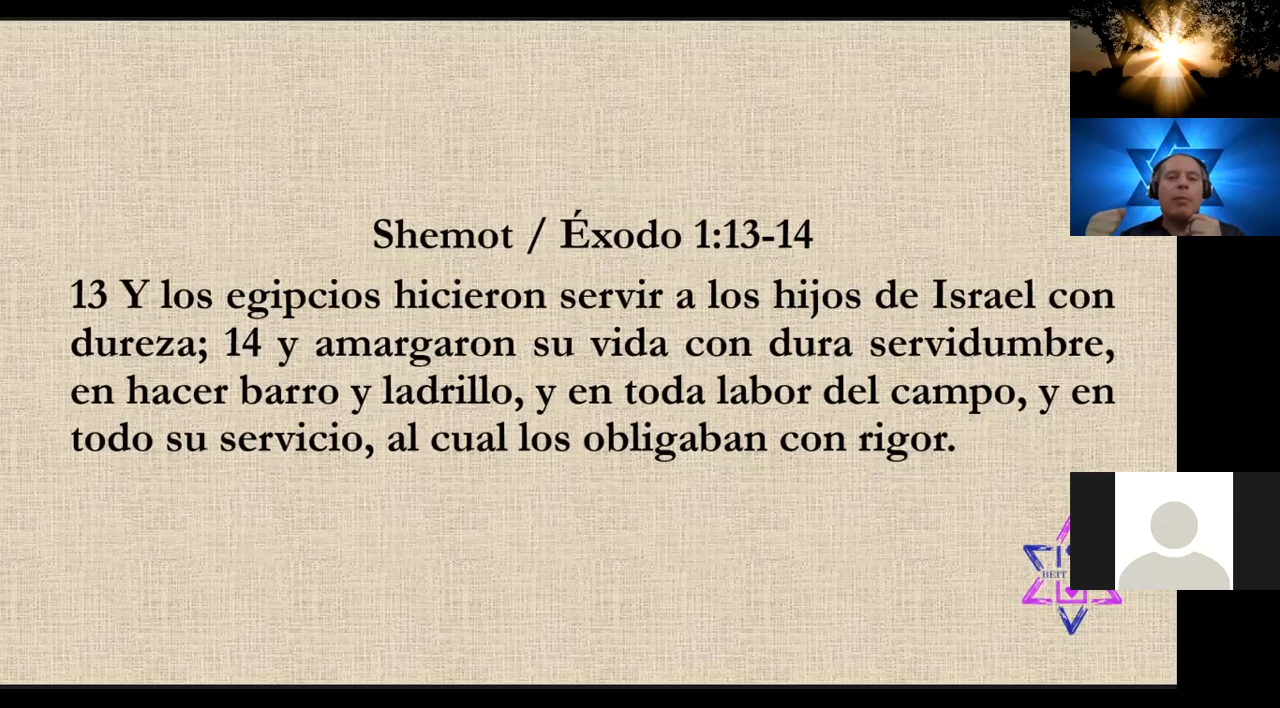 Shemot / Éxodo 1:13-14
13 Y los egipcios hicieron servir a los hijos de Israel con
dureza; 14 y amargaron su vida con dura servidumbre,
en hacer barro y ladrillo, y en toda labor del campo, y en
todo su servicio, al cual los obligaban con rigor.
BEIT